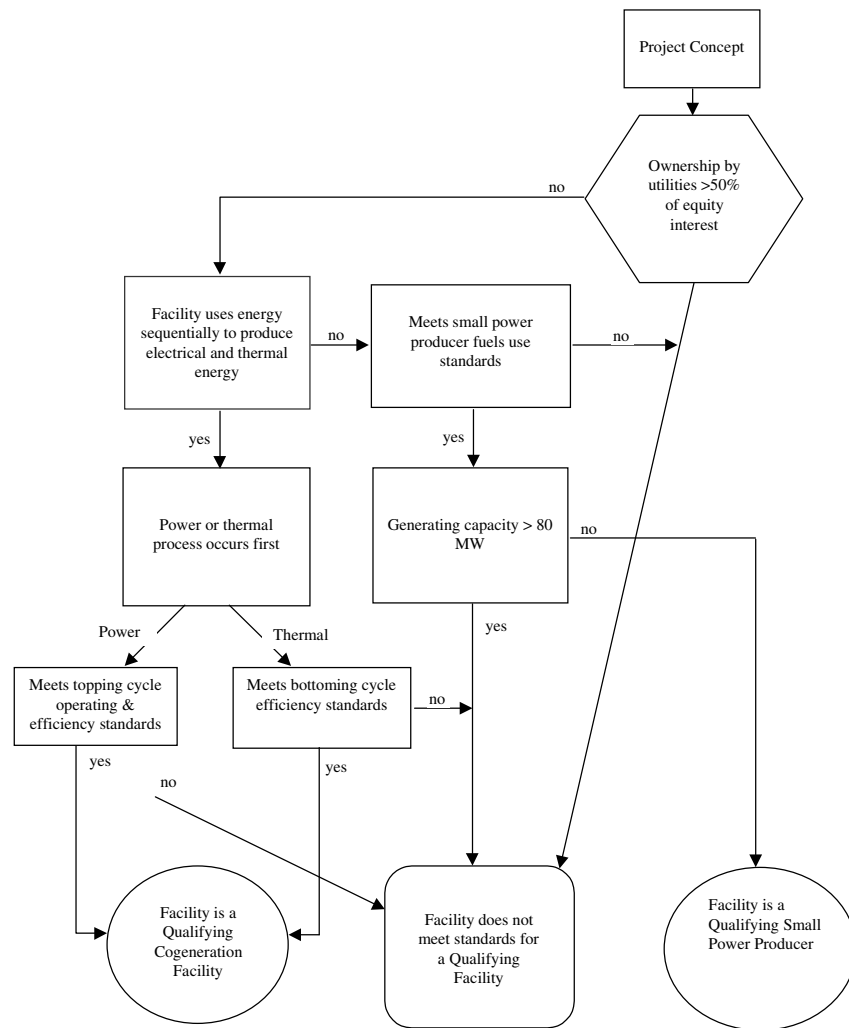 Project Concept
Ownership by
utilities >50%
of equity
interest
no
Facility uses energy
sequentially to produce
electrical and thermal
energy
no
Meets small power
producer fuels use
standards
no
yes
yes
Power or thermal
process occurs first
Generating capacity > 80
MW
no
Power
Thermal
yes
Meets topping cycle
operating &
efficiency standards
Meets bottoming cycle
efficiency standards
no
yes
no
yes
Facility is a
Qualifying
Cogeneration
Facility
Facility does not
meet standards for
a Qualifying
Facility
Facility is a
Qualifying Small
Power Producer